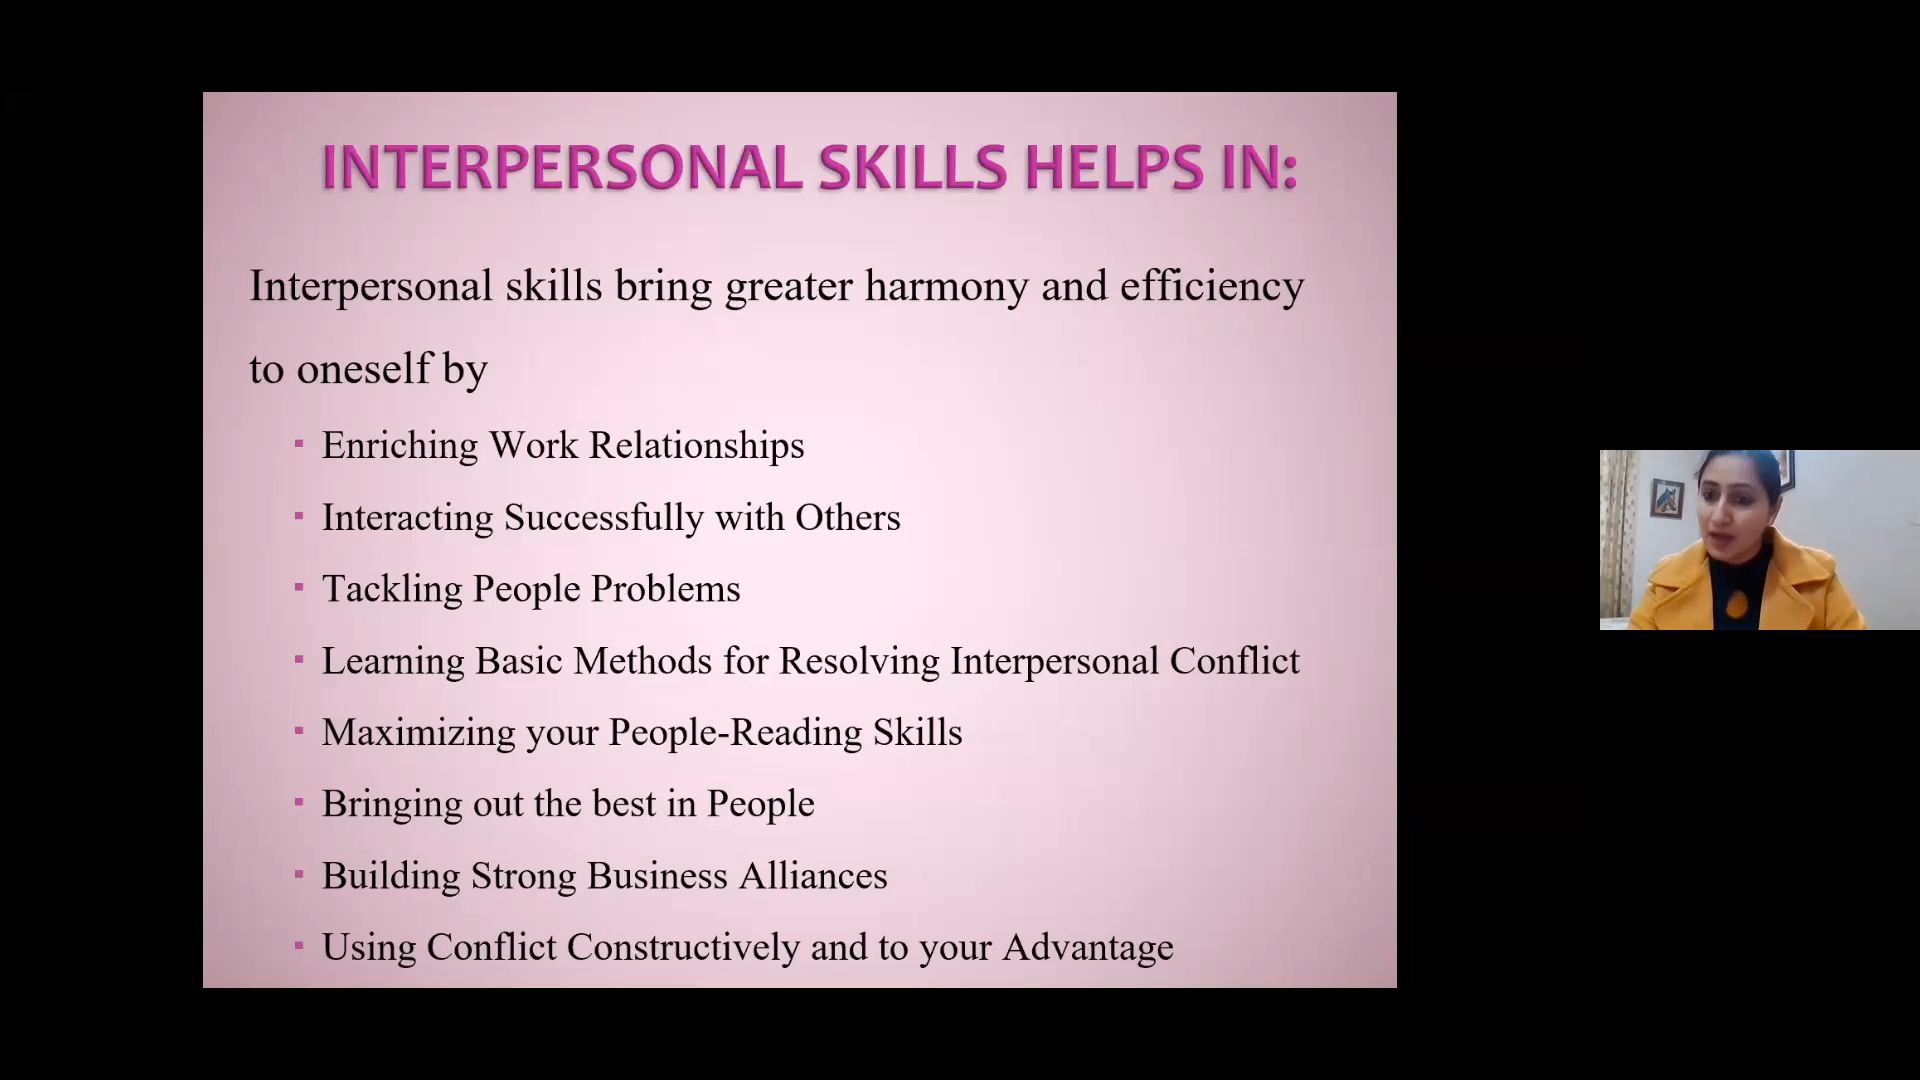 INTERPERSONAL SKILLS HELPS IN:
Interpersonal skills bring greater harmony and efficiency
to oneself by
▪ Enriching Work Relationships
▪ Interacting Successfully with Others
▪ Tackling People Problems
▪ Learning Basic Methods for Resolving Interpersonal Conflict
▪ Maximizing your People-Reading Skills
▪ Bringing out the best in People
▪ Building Strong Business Alliances
▪ Using Conflict Constructively and to your Advantage